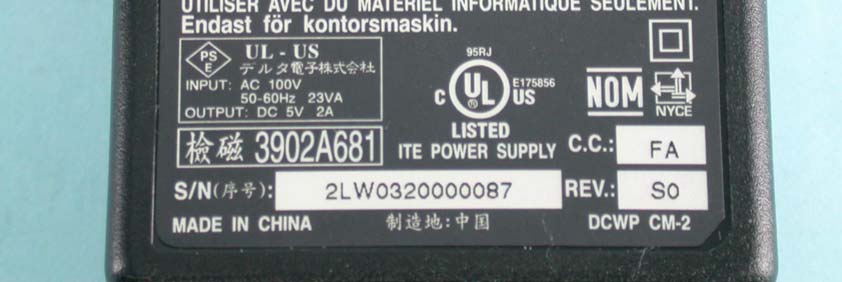 UTILISER AVEC DU MATERIEL INFORMATIQUE SEULEMENT.
Endast för kontorsmaskin.
PS
E
UL - US
デルタ電子株式会社
INPUT: AC 100V
50-60Hz 23VA
OUTPUT: DC 5V 2A
95RJ
C UL US
®
E175856
LISTED
ITE POWER SUPPLY
NOM
NYCE
檢磁 3902A681
C.C.: FA
S/N(序号): 2LW0320000087
REV.: S0
MADE IN CHINA
制造地:中国
DCWP CM-2